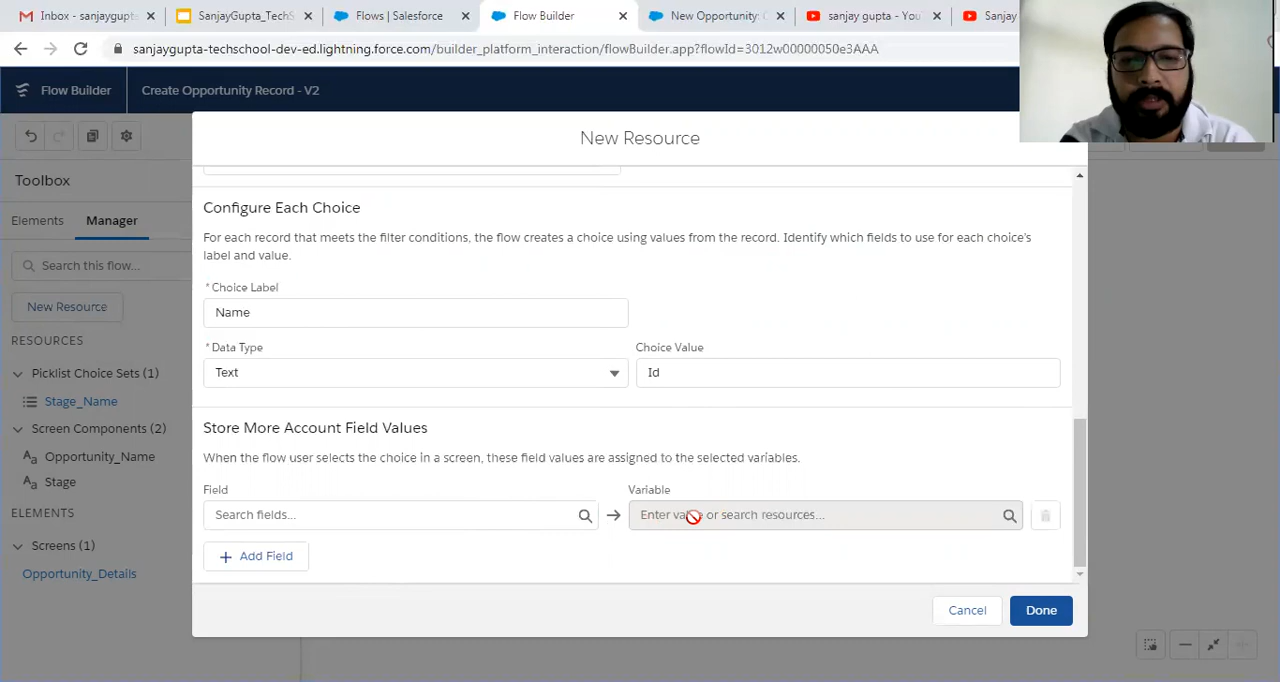 Inbox - sanjaygupt
SanjayGupta_TechS
Flows | Salesforce
Flow Builder
New Opportunity: 
sanjay gupta - You
Sanjay
sanjaygupta-techschool-dev-ed.lightning.force.com/builder_platform_interaction/flowBuilder.app?flowId=3012w00000050e3AAA
Flow Builder
Create Opportunity Record - V2
New Resource
Toolbox
Elements
Manager
Search this flow...
New Resource
RESOURCES
Picklist Choice Sets (1)
Stage_Name
Screen Components (2)
Opportunity_Name
Stage
ELEMENTS
Screens (1)
Opportunity_Details
Configure Each Choice
For each record that meets the filter conditions, the flow creates a choice using values from the record. Identify which fields to use for each choice's
label and value.
* Choice Label
Name
* Data Type
Choice Value
Text
Id
Store More Account Field Values
When the flow user selects the choice in a screen, these field values are assigned to the selected variables.
Field
Variable
Search fields...
Enter value or search resources...
+ Add Field
Cancel
Done